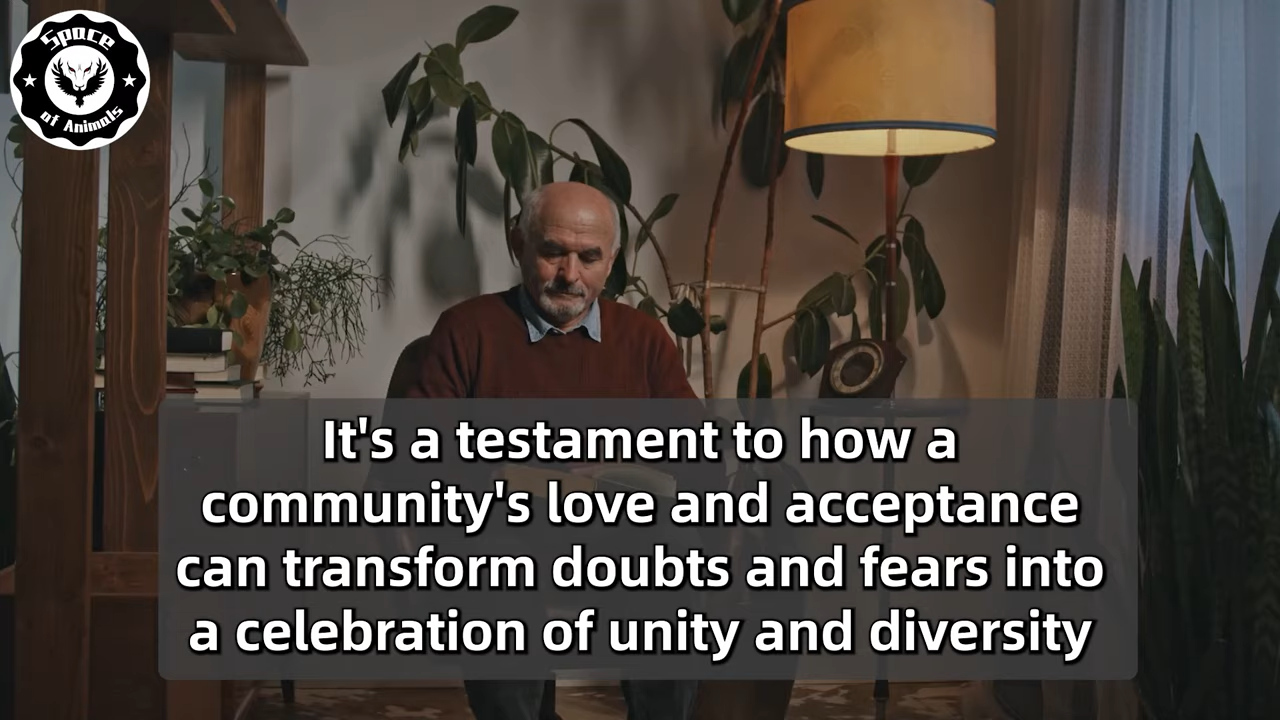 Space
of Animals
It's a testament to how a
community's love and acceptance
can transform doubts and fears into
a celebration of unity and diversity